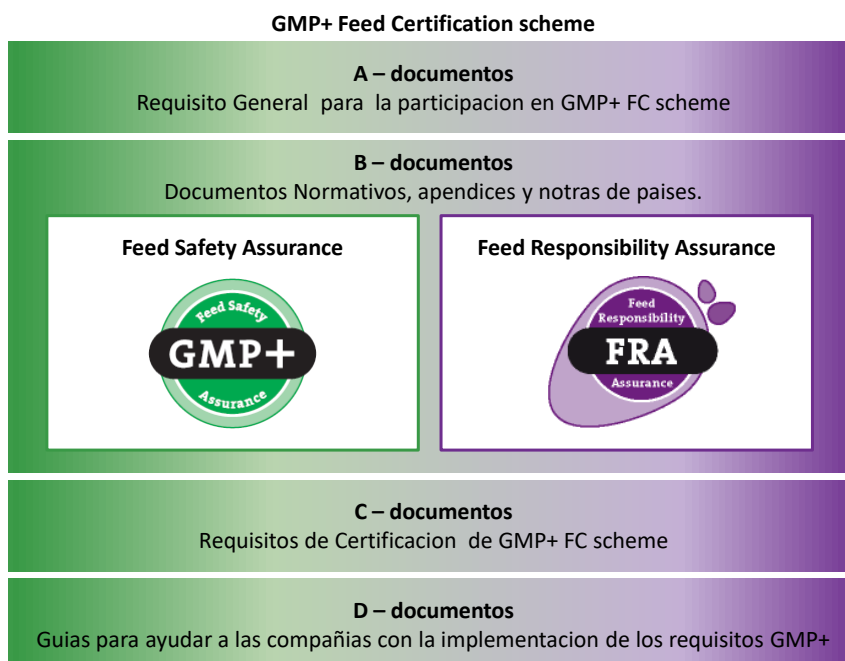 GMP+ Feed Certification scheme
A – documentos
Requisito General para la participacion en GMP+ FC scheme
B – documentos
Documentos Normativos, apendices y notras de paises.
Feed Safety Assurance
Feed Safety
GMP+
Assurance
Feed Responsibility Assurance
Feed
Responsibility
FRA
Assurance
C – documentos
Requisitos de Certificacion de GMP+ FC scheme
D – documentos
Guias para ayudar a las compañias con la implementacion de los requisitos GMP+